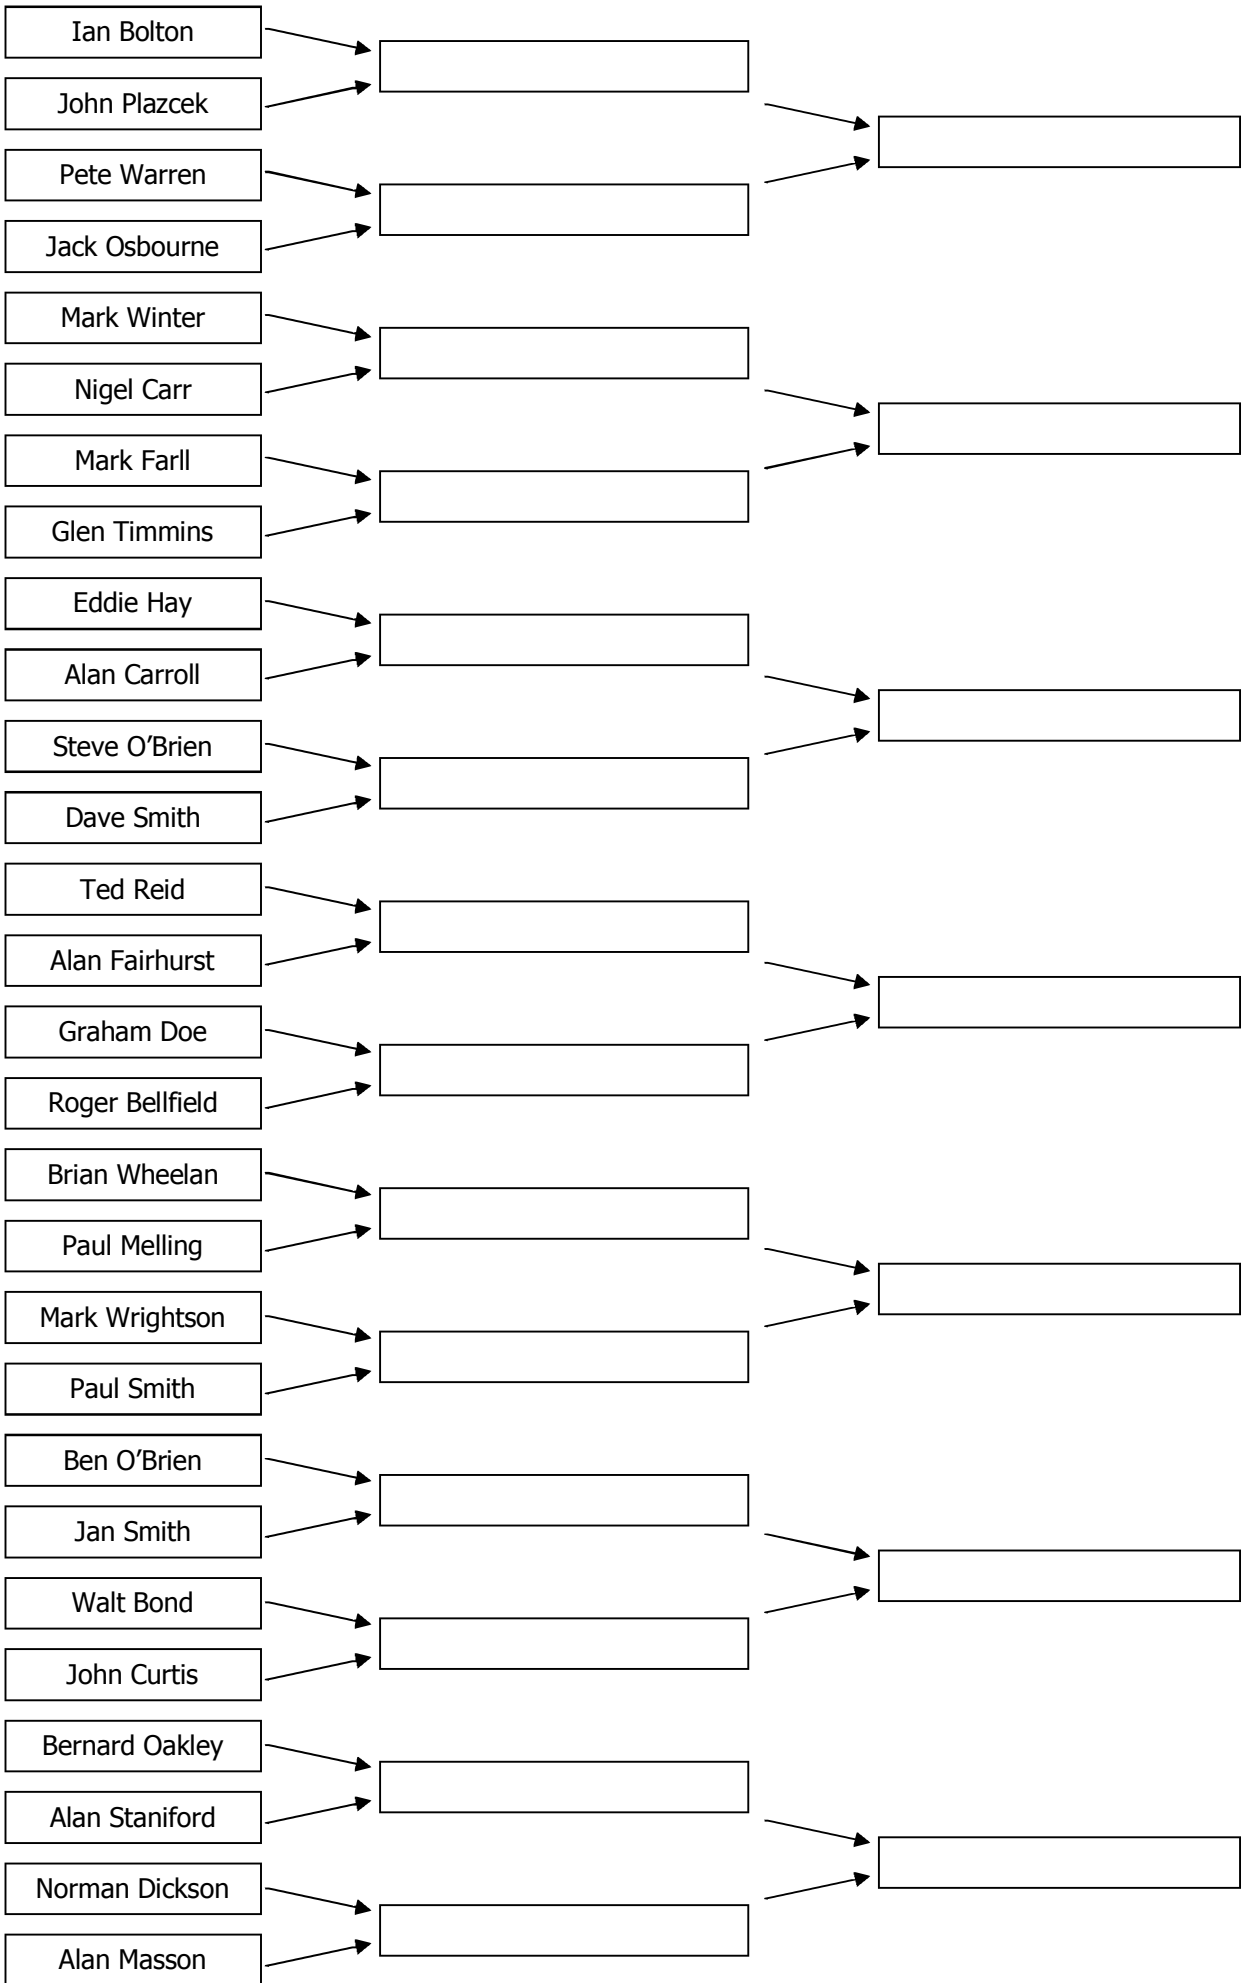 Ian Bolton
John Plazcek
Pete Warren
Jack Osbourne
Mark Winter
Nigel Carr
Mark Farll
Glen Timmins
Eddie Hay
Alan Carroll
Steve O’Brien
Dave Smith
Ted Reid
Alan Fairhurst
Graham Doe
Roger Bellfield
Brian Wheelan
Paul Melling
Mark Wrightson
Paul Smith
Ben O’Brien
Jan Smith
Walt Bond
John Curtis
Bernard Oakley
Alan Staniford
Norman Dickson
Alan Masson